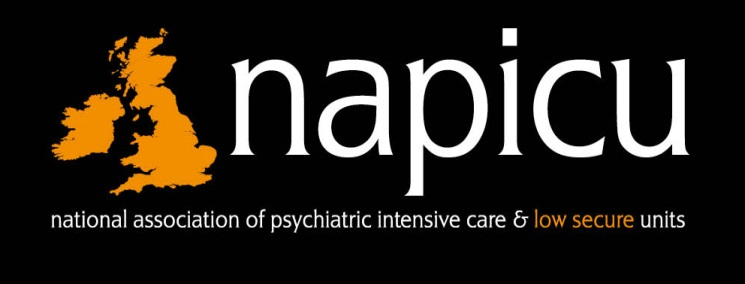 napicu
national association of psychiatric intensive care & low secure units